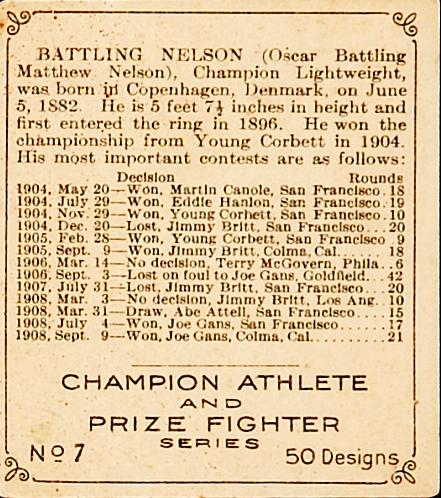 BATTLING NELSON (Oscar Battling
Matthew Nelson), Champion Lightweight,
was born in Copenhagen, Denmark, on June
5, 1882. He is 5 feet 7½ inches in height and
first entered the ring in 1896. He won the
championship from Young Corbett in 1904.
His most important contests are as follows:
Decision Rounds
1904, May 20—Won, Martin Canole, San Francisco.18
1904, July 29—Won, Eddie Hanlon, San Francisco.19
1904, Nov. 29—Won, Young Corbett, San Francisco.10
1904, Dec. 20—Lost, Jimmy Britt, San Francisco....20
1905, Feb. 28—Won, Young Corbett, San Francisco 9
1905, Sept. 9—Won, Jimmy Britt, Colma, Cal.......18
1906, Mar. 14—No decision, Terry McGovern, Phila..6
1906, Sept. 3—Lost on foul to Joe Gans, Goldfield...42
1907, July 31—Lost, Jimmy Britt, San Francisco....20
1908, Mar. 3—No decision, Jimmy Britt, Los Ang..10
1908, Mar. 31—Draw, Abe Attell, San Francisco.....15
1908, July 4—Won, Joe Gans, San Francisco......17
1908, Sept. 9—Won, Joe Gans, Colma, Cal..........21
CHAMPION ATHLETE
AND
PRIZE FIGHTER
SERIES
No 7 50 Designs